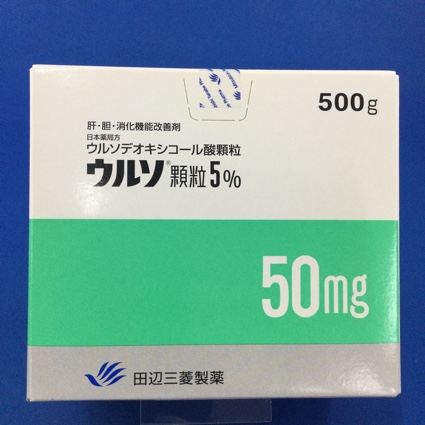 500g
肝・胆・消化機能改善剤
日本薬局方
ウルソデオキシコール酸顆粒
ウルソ®顆粒5%
50mg
田辺三菱製薬